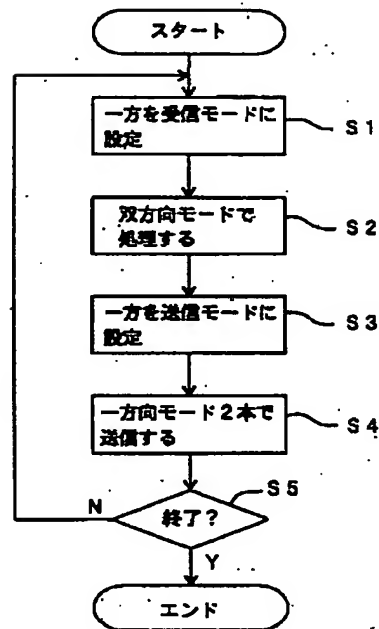 スタート
一方を受信モードに
設定
S1
双方向モードで
処理する
S2
一方を送信モードに
設定
S3
一方向モード2本で
送信する
S4
S5
終了?
N
Y
エンド